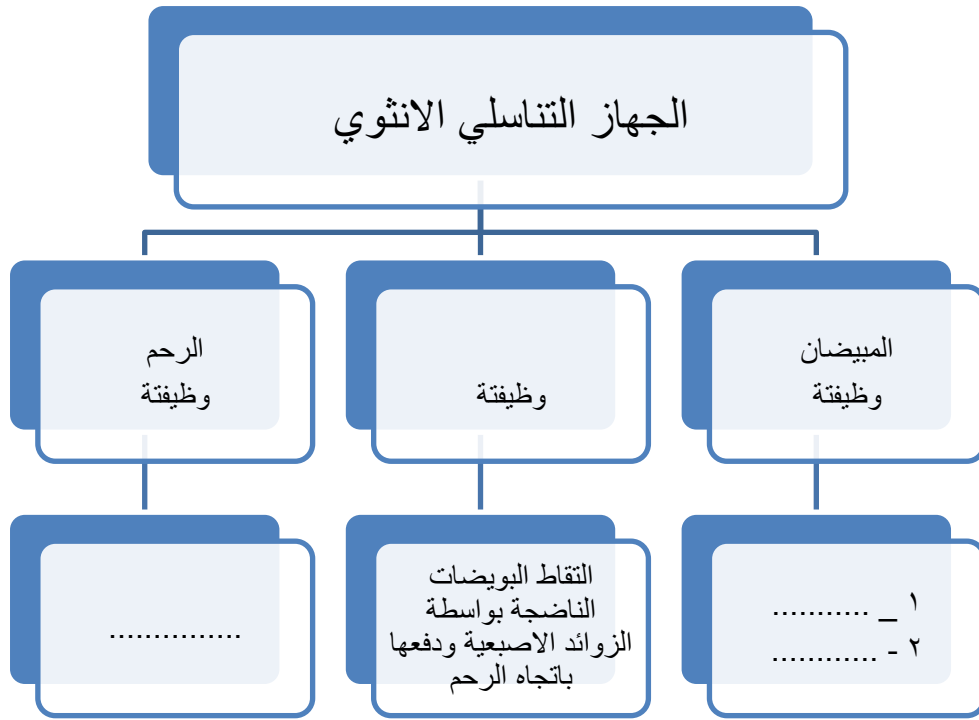 الجهاز التناسلي الانثوي
المبيضان
وظيفتة
وظيفتة
الرحم
وظيفتة
١ _ ...........
٢ - ............
التقاط البويضات
الناضجة بواسطة
الزوائد الاصبعية ودفعها
باتجاه الرحم
...............